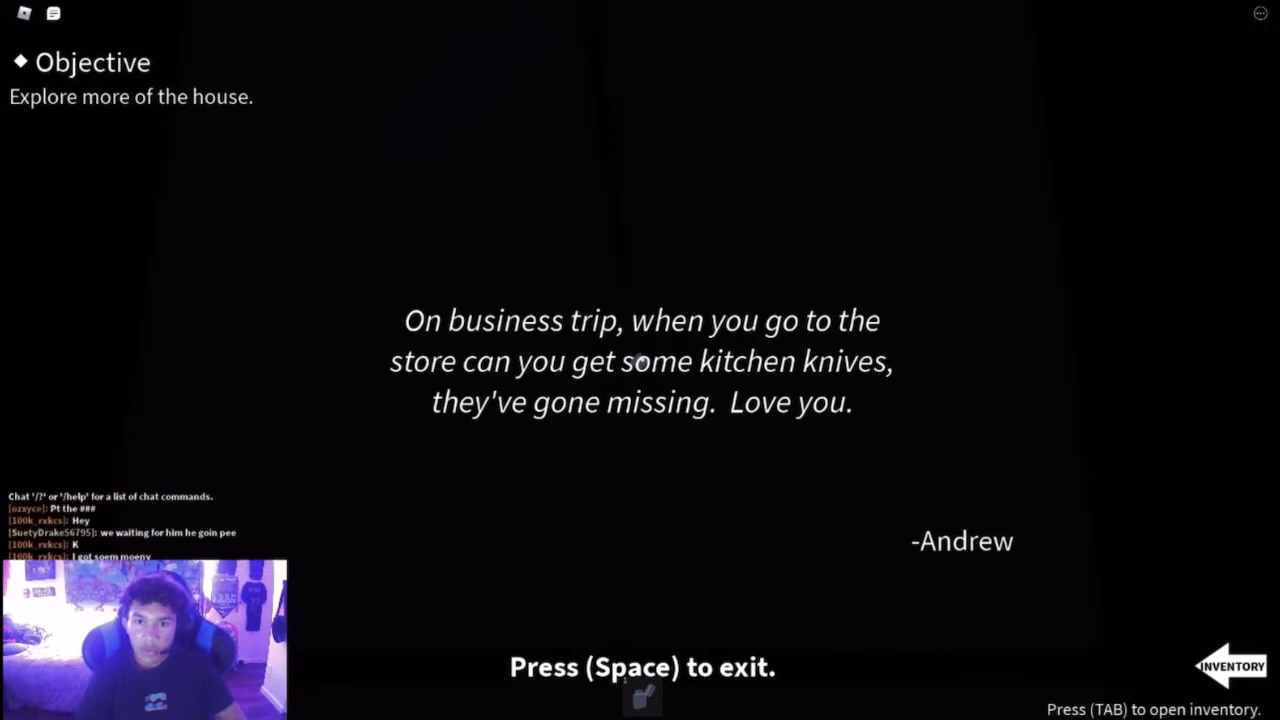 Objective
Explore more of the house.
On business trip, when you go to the
store can you get some kitchen knives,
they've gone missing.  Love you.
-Andrew
Chat '/?' or '/help' for a list of chat commands.
[ozxyce]: Pt the ###
[100k_rxkcs]: Hey
[SuetyDrake56795]: we waiting for him he goin pee
[100k_rxkcs]: K
[100k_rxkcs]: I got soem moeny
Press (Space) to exit.
1
INVENTORY
Press (TAB) to open inventory.